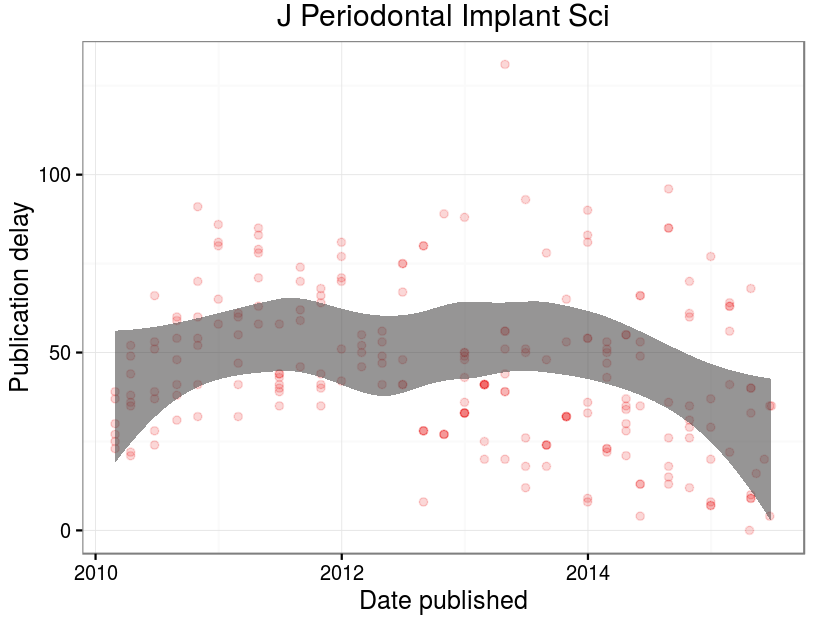 J Periodontal Implant Sci
Publication delay
100
50
0
2010 2012 2014
Date published